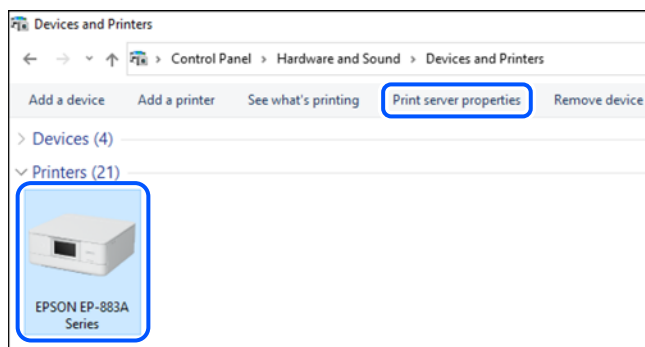 Devices and Printers
Control Panel > Hardware and Sound > Devices and Printers
Add a device Add a printer See what's printing Print server properties Remove device
Devices (4)
Printers (21)
EPSON EP-883A
Series